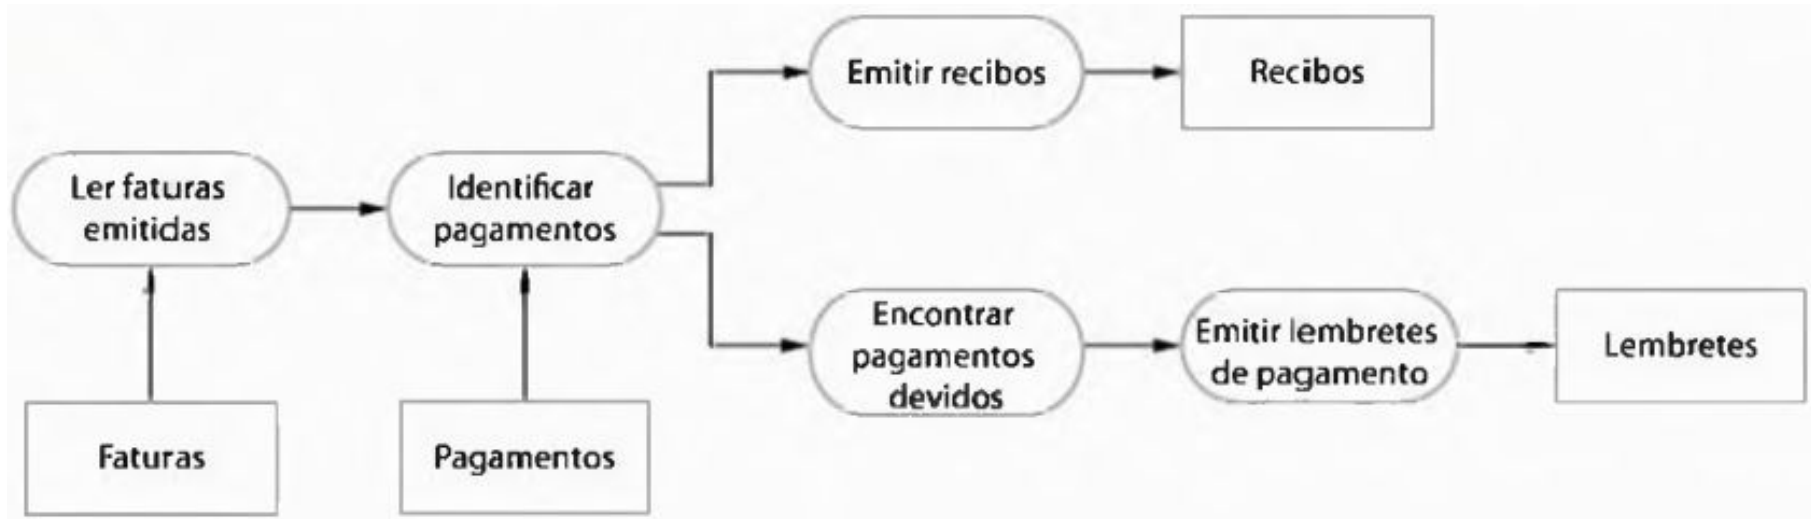 Emitir recibos
Recibos
Ler faturas
emitidas
Identificar
pagamentos
Encontrar
pagamentos
devidos
Emitir lembretes
de pagamento
Lembretes
Faturas
Pagamentos